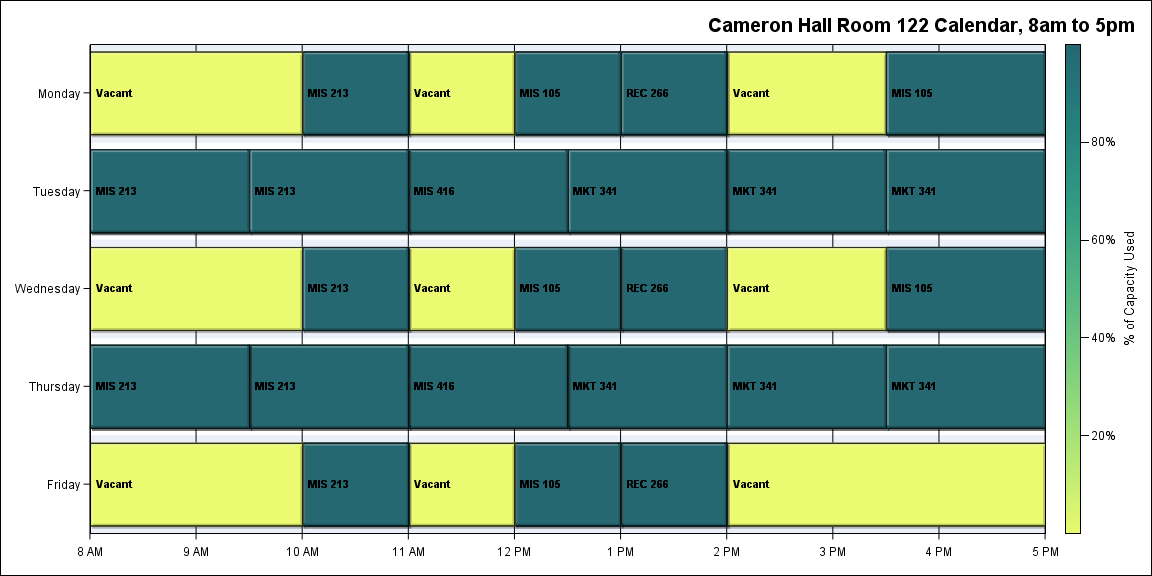 Cameron Hall Room 122 Calendar, 8am to 5pm
Monday Vacant MIS 213 Vacant MIS 105 REC 266 Vacant MIS 105
Tuesday MIS 213 MIS 213 MIS 416 MKT 341 MKT 341 MKT 341
Wednesday Vacant MIS 213 Vacant MIS 105 REC 266 Vacant MIS 105
Thursday MIS 213 MIS 213 MIS 416 MKT 341 MKT 341 MKT 341
Friday Vacant MIS 213 Vacant MIS 105 REC 266 Vacant
8 AM 9 AM 10 AM 11 AM 12 PM 1 PM 2 PM 3 PM 4 PM 5 PM
80%
60%
40%
20%
% of Capacity Used